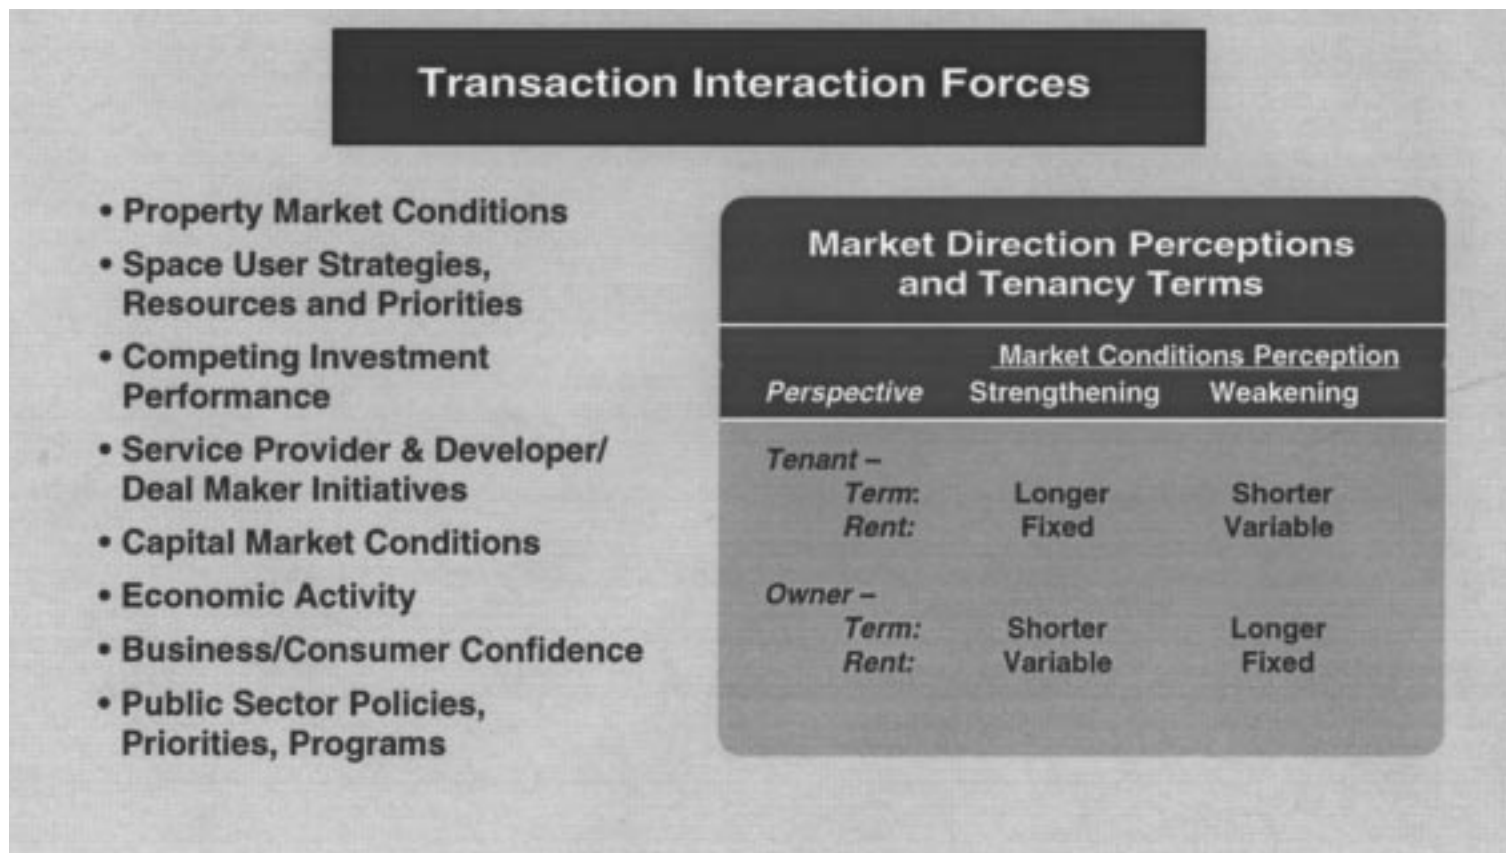 Transaction Interaction Forces
• Property Market Conditions
• Space User Strategies,
Resources and Priorities
• Competing Investment
Performance
• Service Provider & Developer/
Deal Maker Initiatives
• Capital Market Conditions
• Economic Activity
• Business/Consumer Confidence
• Public Sector Policies,
Priorities, Programs
Market Direction Perceptions
and Tenancy Terms
Market Conditions Perception
Perspective Strengthening Weakening
Tenant –
Term: Longer Shorter
Rent: Fixed Variable
Owner –
Term: Shorter Longer
Rent: Variable Fixed